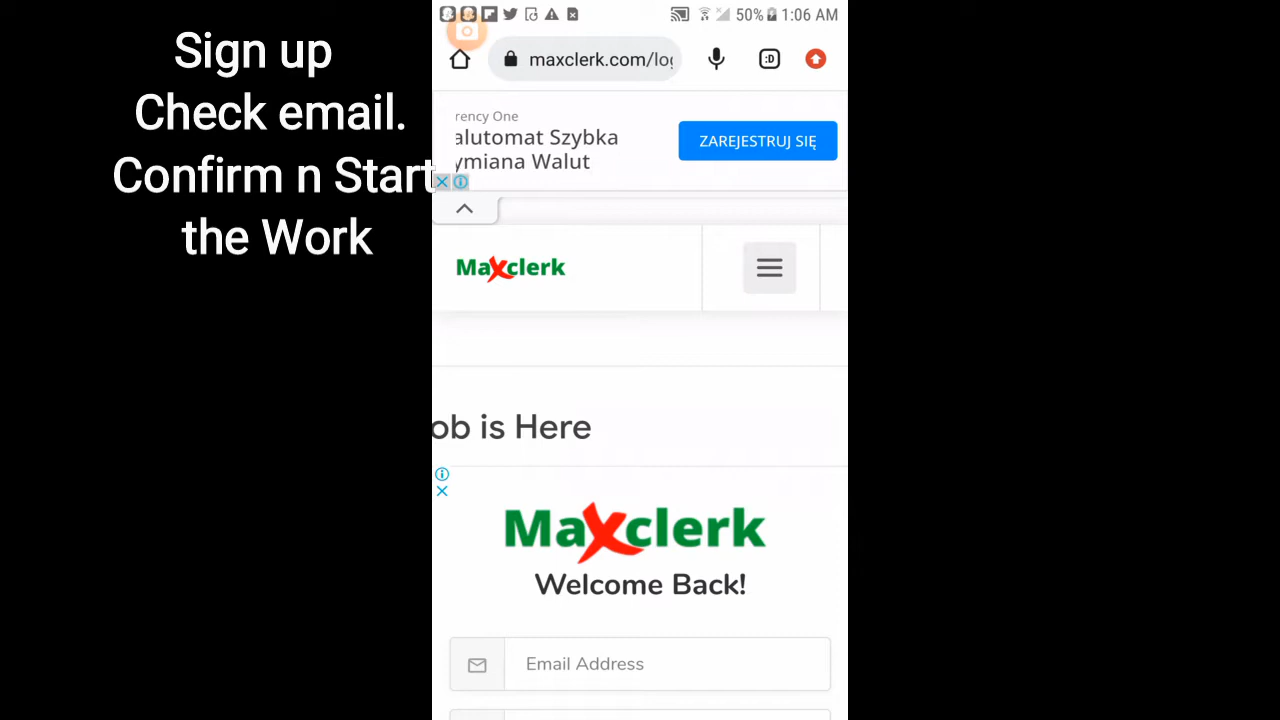 Sign up
Check email.
Confirm n Start
the Work
50% 1:06 AM
:D
maxclerk.com/log
rency One
alutomat Szybka
ymiana Walut
ZAREJESTRUJ SIĘ
Maxclerk
ob is Here
Maxclerk
Welcome Back!
Email Address